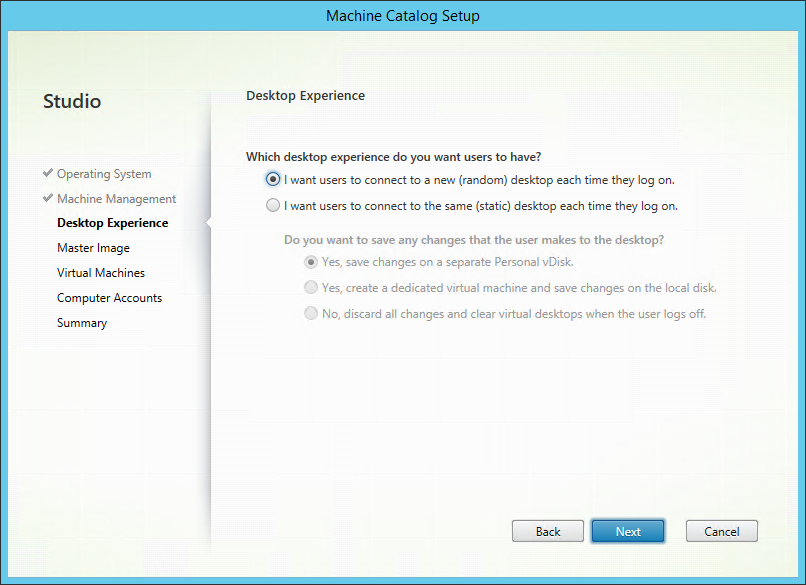 Machine Catalog Setup
Studio
Operating System
Machine Management
Desktop Experience
Master Image
Virtual Machines
Computer Accounts
Summary
Desktop Experience
Which desktop experience do you want users to have?
I want users to connect to a new (random) desktop each time they log on.
I want users to connect to the same (static) desktop each time they log on.
Do you want to save any changes that the user makes to the desktop?
Yes, save changes on a separate Personal vDisk.
Yes, create a dedicated virtual machine and save changes on the local disk.
No, discard all changes and clear virtual desktops when the user logs off.
Back Next Cancel